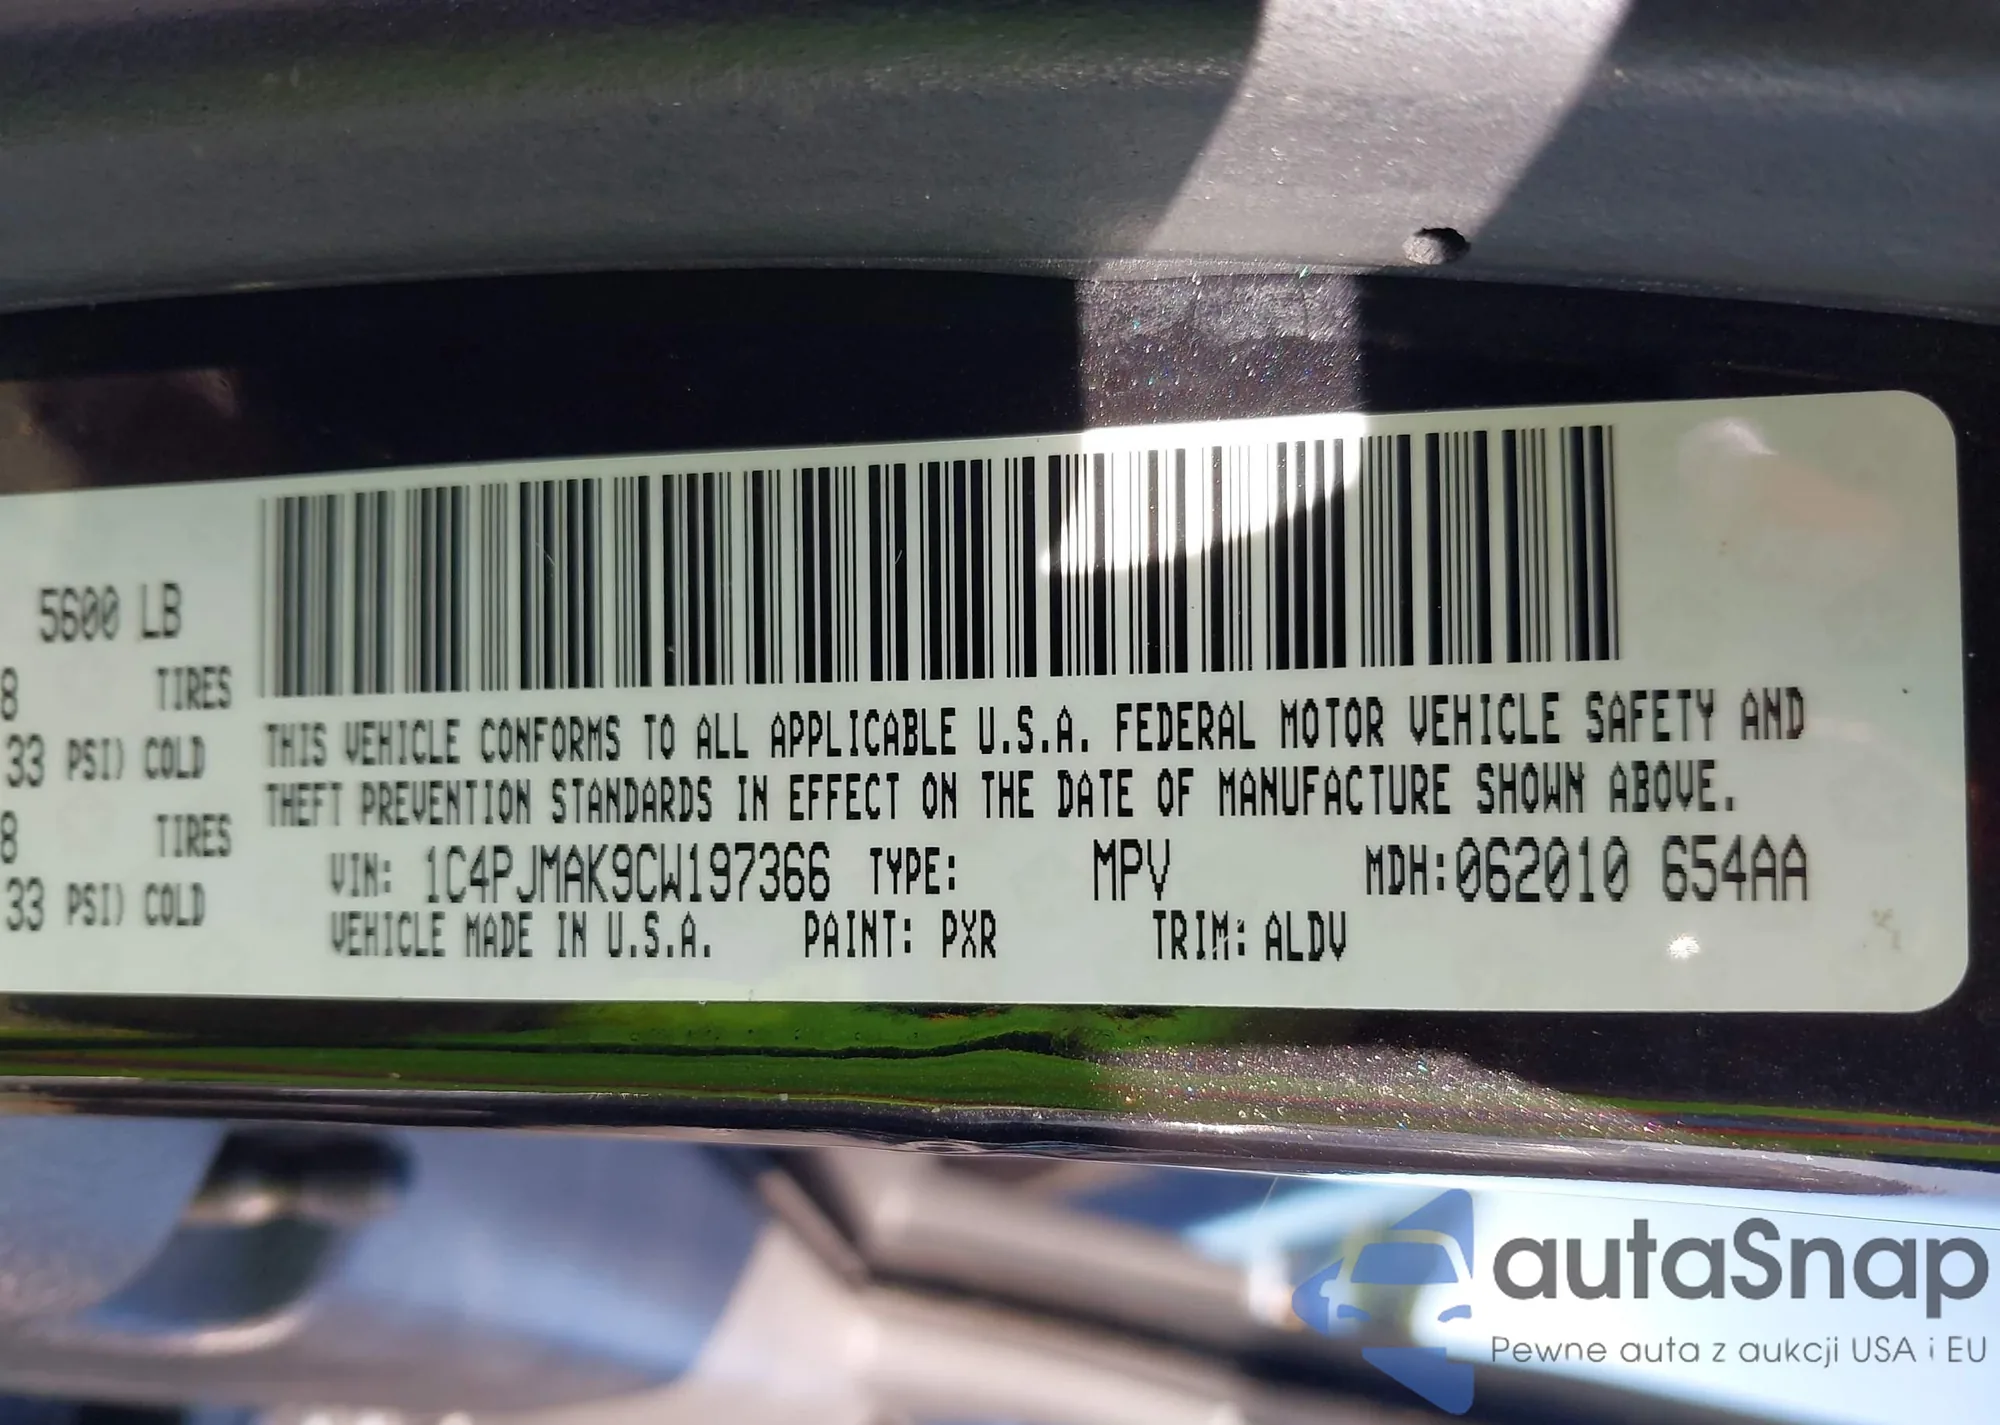 5600 LB
8 TIRES
33 PSI) COLD
8 TIRES
33 PSI) COLD
THIS VEHICLE CONFORMS TO ALL APPLICABLE U.S.A. FEDERAL MOTOR VEHICLE SAFETY AND
THEFT PREVENTION STANDARDS IN EFFECT ON THE DATE OF MANUFACTURE SHOWN ABOVE.
VIN: 1C4PJMAK9CW197366 TYPE: MPV MDH:062010 654AA
VEHICLE MADE IN U.S.A. PAINT: PXR TRIM: ALDV
autaSnap
Pewne auta z aukcji USA i EU